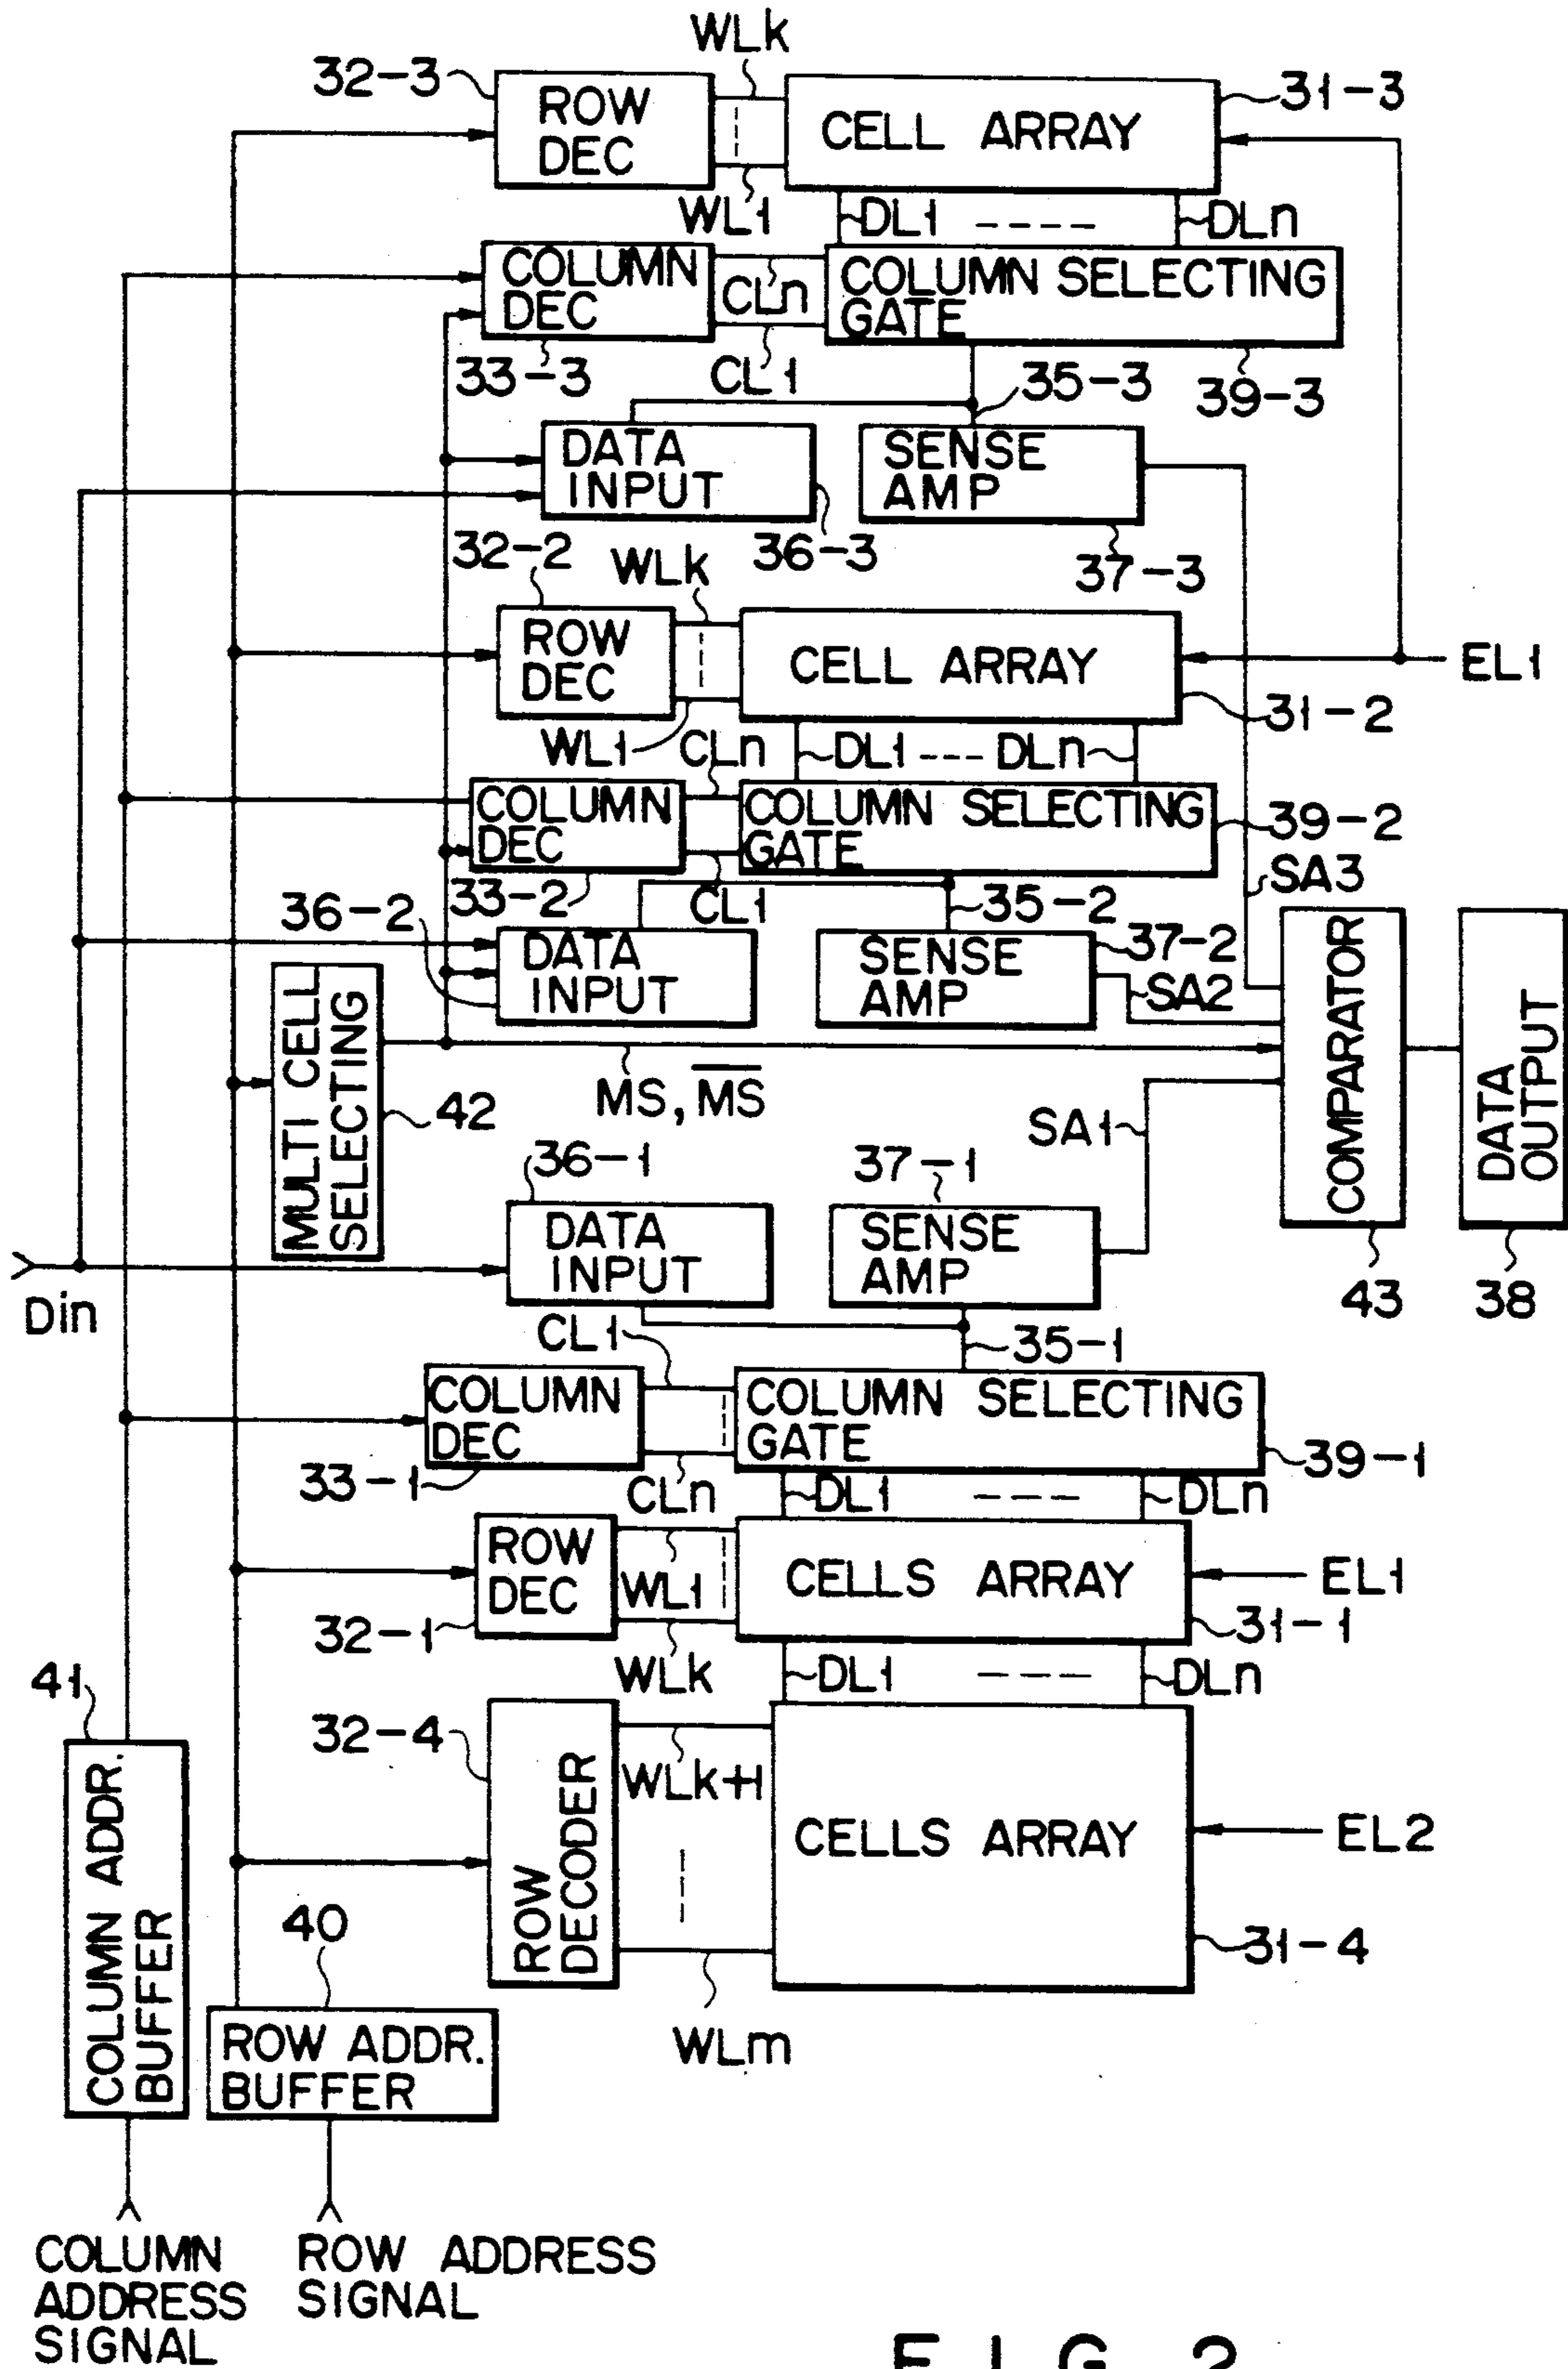 WLk
32-3
ROW
DEC
CELL ARRAY
31-3
WL1
DL1
DLn
COLUMN
DEC
CLn
COLUMN SELECTING
GATE
33-3
CL1
35-3
39-3
DATA
INPUT
SENSE
AMP
32-2
WLk
36-3
37-3
ROW
DEC
CELL ARRAY
EL1
31-2
WL1
CLn
DL1
DLn
COLUMN
DEC
COLUMN SELECTING
GATE
39-2
33-2
CL1
35-2
SA3
36-2
DATA
INPUT
SENSE
AMP
37-2
SA2
MULTI CELL
SELECTING
MS, M̅S̅
42
COMPARATOR
DATA
OUTPUT
36-1
37-1
SA1
DATA
INPUT
SENSE
AMP
43
38
Din
CL1
35-1
COLUMN
DEC
COLUMN SELECTING
GATE
39-1
33-1
CLn
DL1
DLn
ROW
DEC
WL1
CELLS ARRAY
EL1
32-1
31-1
WLk
DL1
DLn
41
32-4
ROW
DECODER
WLk+1
CELLS ARRAY
EL2
31-4
WLm
COLUMN ADDR.
BUFFER
40
ROW ADDR.
BUFFER
COLUMN
ADDRESS
SIGNAL
ROW ADDRESS
SIGNAL
FIG. 2